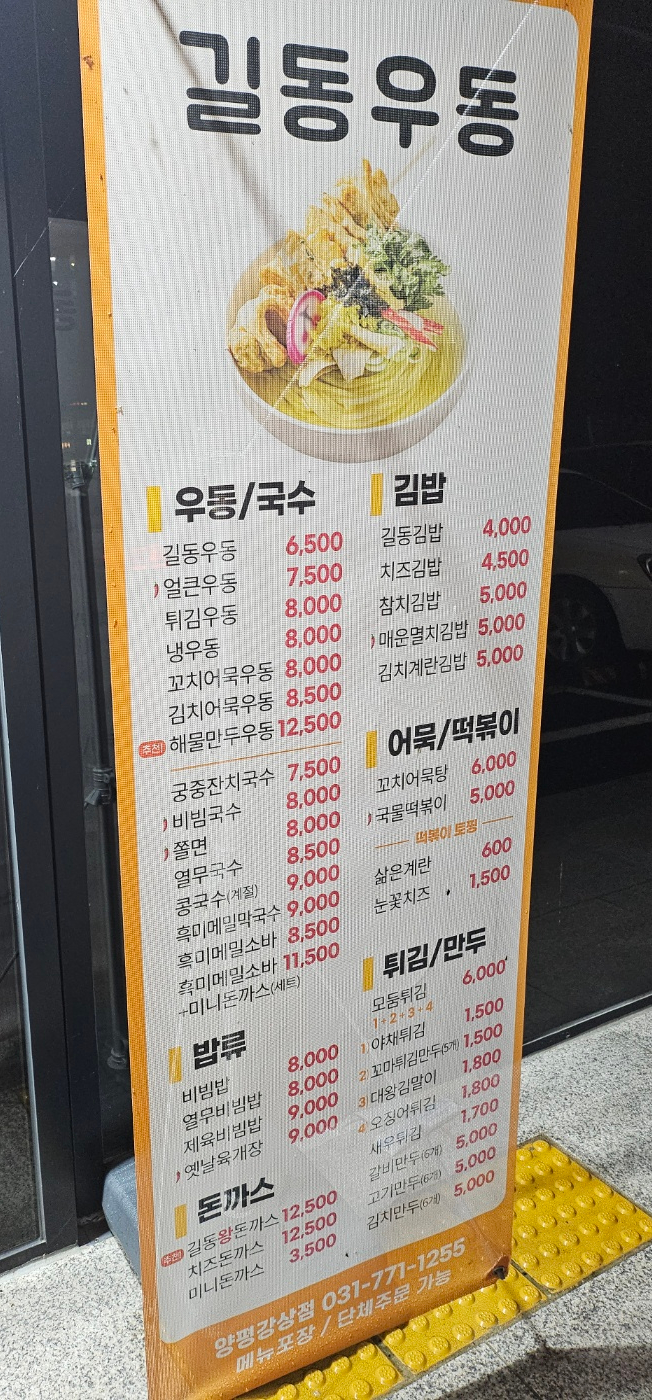 길동우동
우동/국수
길동우동 6,500
얼큰우동 7,500
튀김우동 8,000
냉우동 8,000
꼬치어묵우동 8,000
김치어묵우동 8,500
추천! 해물만두우동 12,500
궁중잔치국수 7,500
비빔국수 8,000
쫄면 8,000
열무국수 8,500
콩국수(계절) 9,000
흑미메밀막국수 9,000
흑미메밀소바 8,500
흑미메밀소바 11,500
+미니돈까스(세트)
밥류
비빔밥 8,000
열무비빔밥 8,000
제육비빔밥 9,000
옛날육개장 9,000
돈까스
추천! 길동왕돈까스 12,500
치즈돈까스 12,500
미니돈까스 3,500
김밥
길동김밥 4,000
치즈김밥 4,500
참치김밥 5,000
매운멸치김밥 5,000
김치계란김밥 5,000
어묵/떡볶이
꼬치어묵탕 6,000
국물떡볶이 5,000
떡볶이 토핑
삶은계란 600
눈꽃치즈 1,500
튀김/만두
모둠튀김 6,000
1+2+3+4
1 야채튀김 1,500
2 꼬마튀김만두(5개) 1,500
3 대왕김말이 1,800
4 오징어튀김 1,800
새우튀김 1,700
갈비만두(6개) 5,000
고기만두(6개) 5,000
김치만두(6개) 5,000
양평강상점 031-771-1255
메뉴포장 / 단체주문 가능